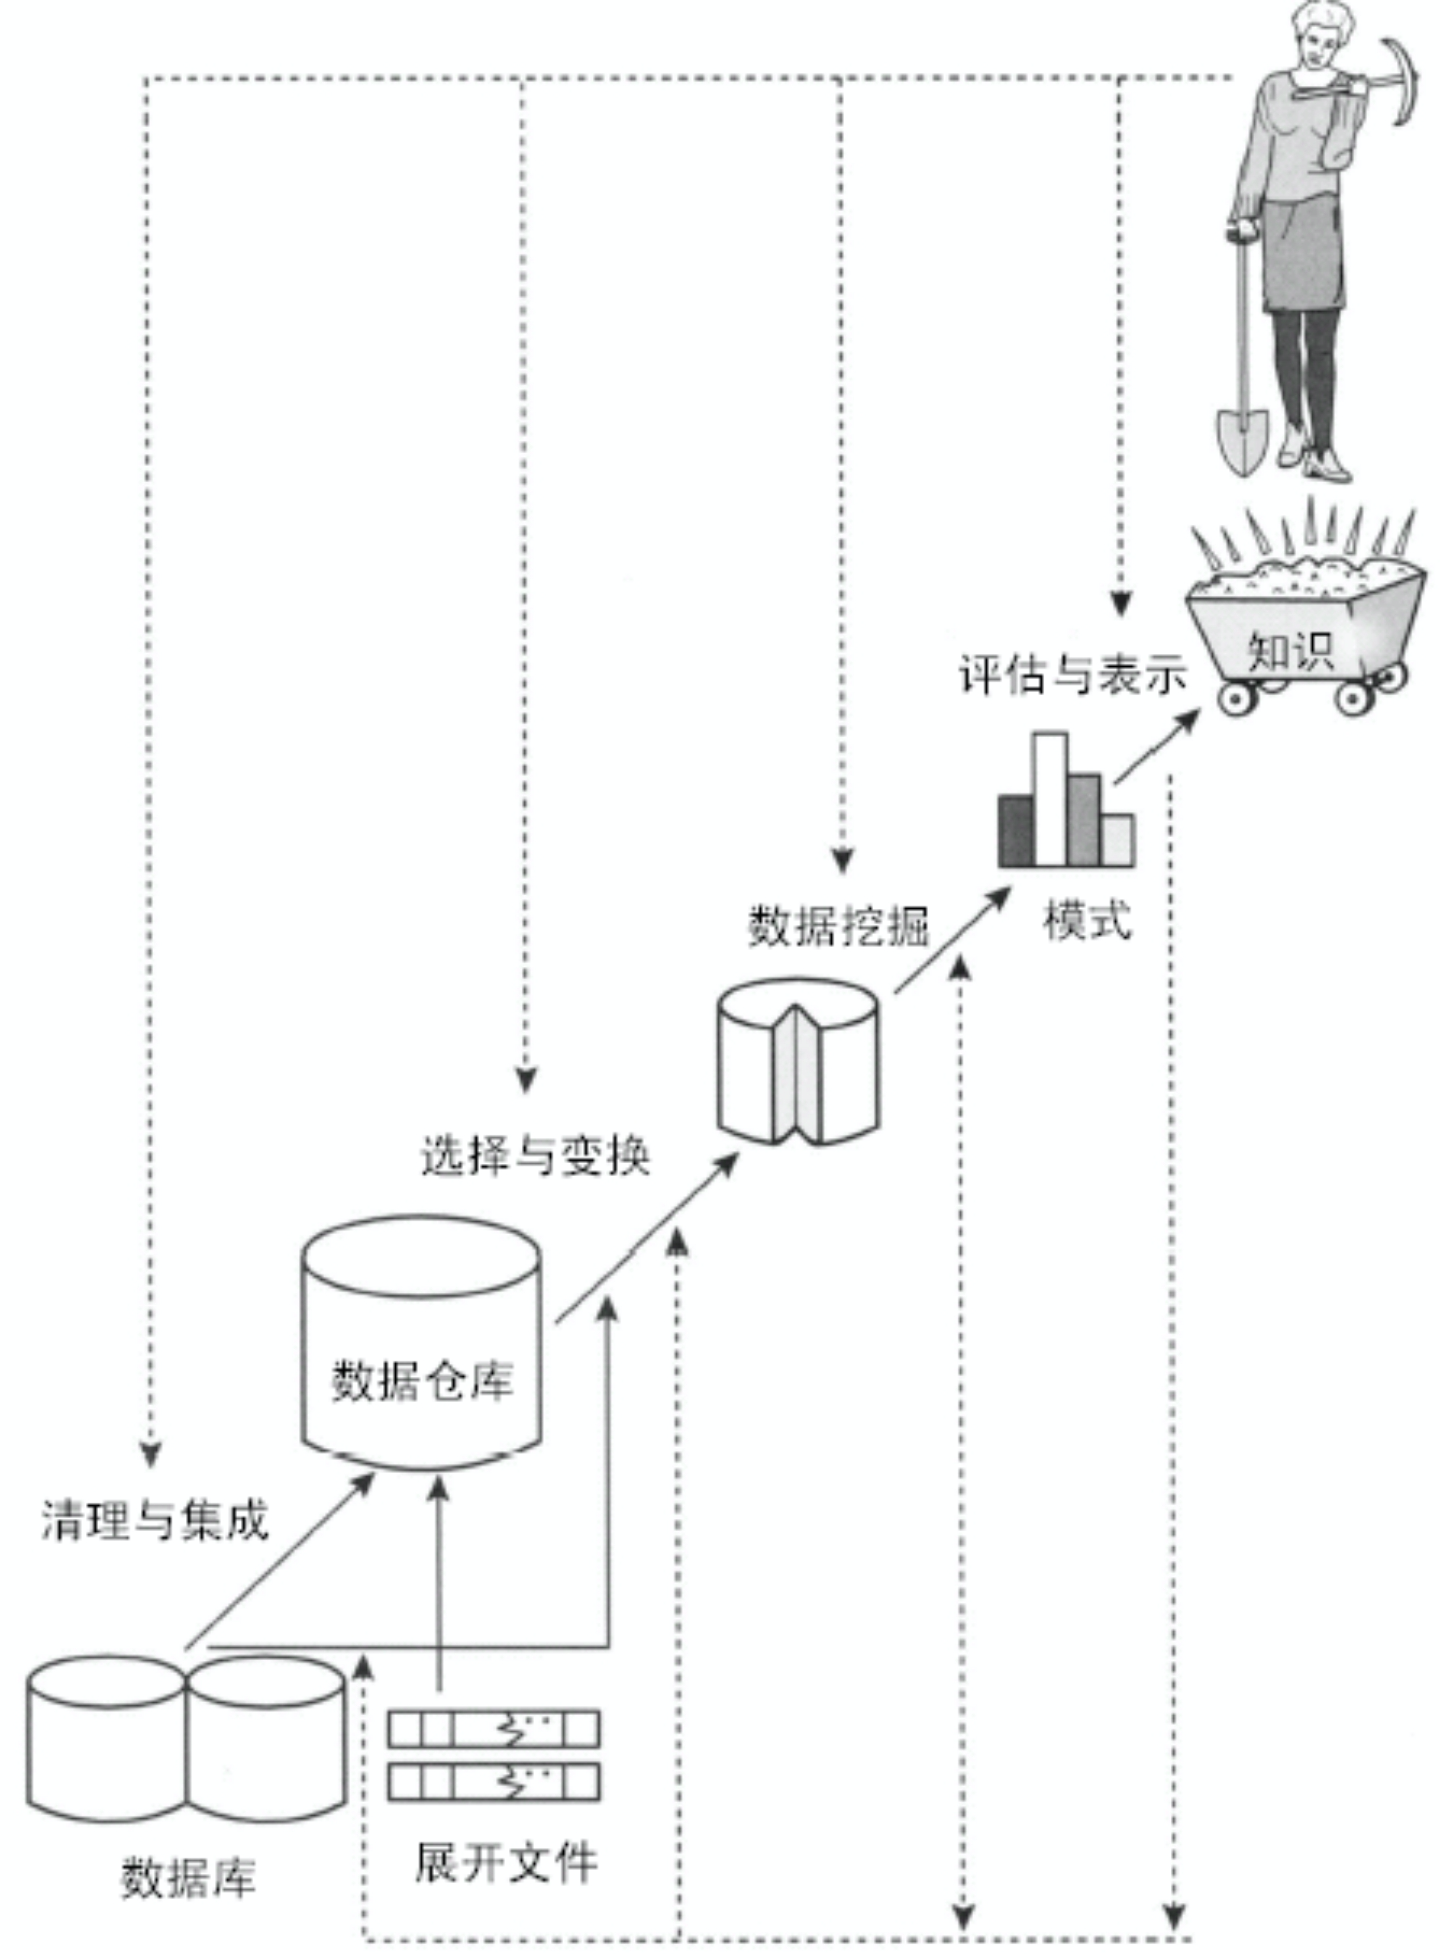 知识
评估与表示
数据挖掘
模式
选择与变换
数据仓库
清理与集成
数据库
展开文件